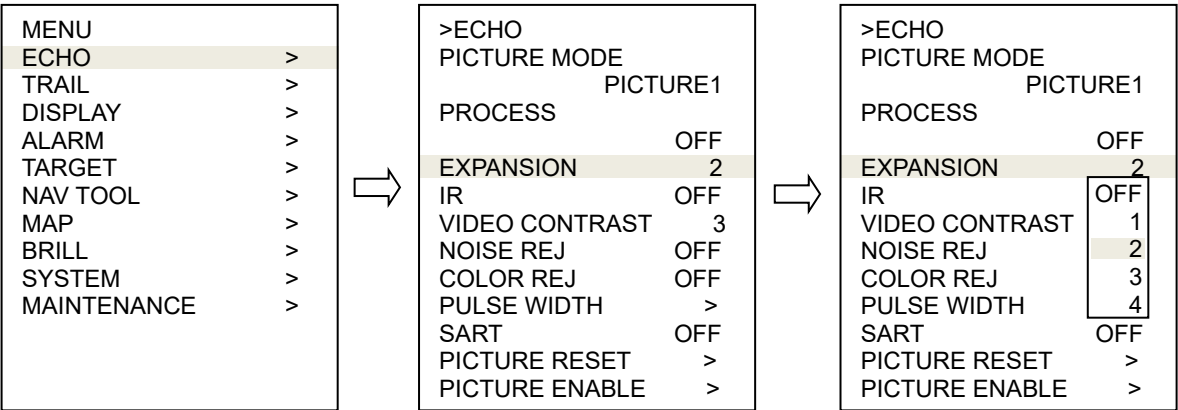 MENU
ECHO >
TRAIL >
DISPLAY >
ALARM >
TARGET >
NAV TOOL >
MAP >
BRILL >
SYSTEM >
MAINTENANCE >
>ECHO
PICTURE MODE
PICTURE1
PROCESS
OFF
EXPANSION 2
IR OFF
VIDEO CONTRAST 3
NOISE REJ OFF
COLOR REJ OFF
PULSE WIDTH >
SART OFF
PICTURE RESET >
PICTURE ENABLE >
>ECHO
PICTURE MODE
PICTURE1
PROCESS
OFF
EXPANSION 2
IR OFF
VIDEO CONTRAST 1
NOISE REJ 2
COLOR REJ 3
PULSE WIDTH 4
SART OFF
PICTURE RESET >
PICTURE ENABLE >